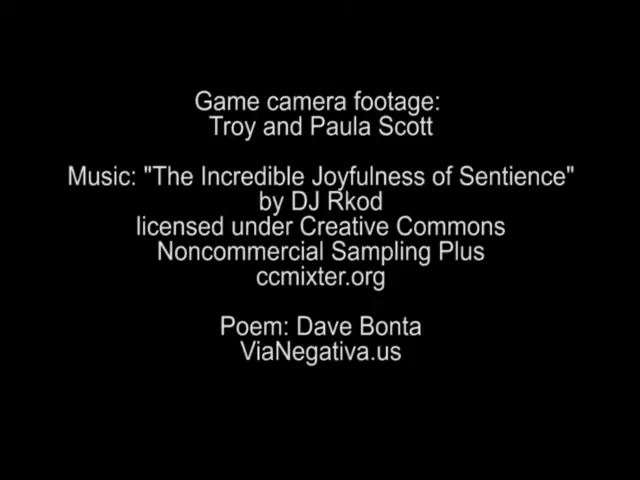 Game camera footage:
Troy and Paula Scott
Music: "The Incredible Joyfulness of Sentience"
by DJ Rkod
licensed under Creative Commons
Noncommercial Sampling Plus
ccmixter.org
Poem: Dave Bonta
ViaNegativa.us